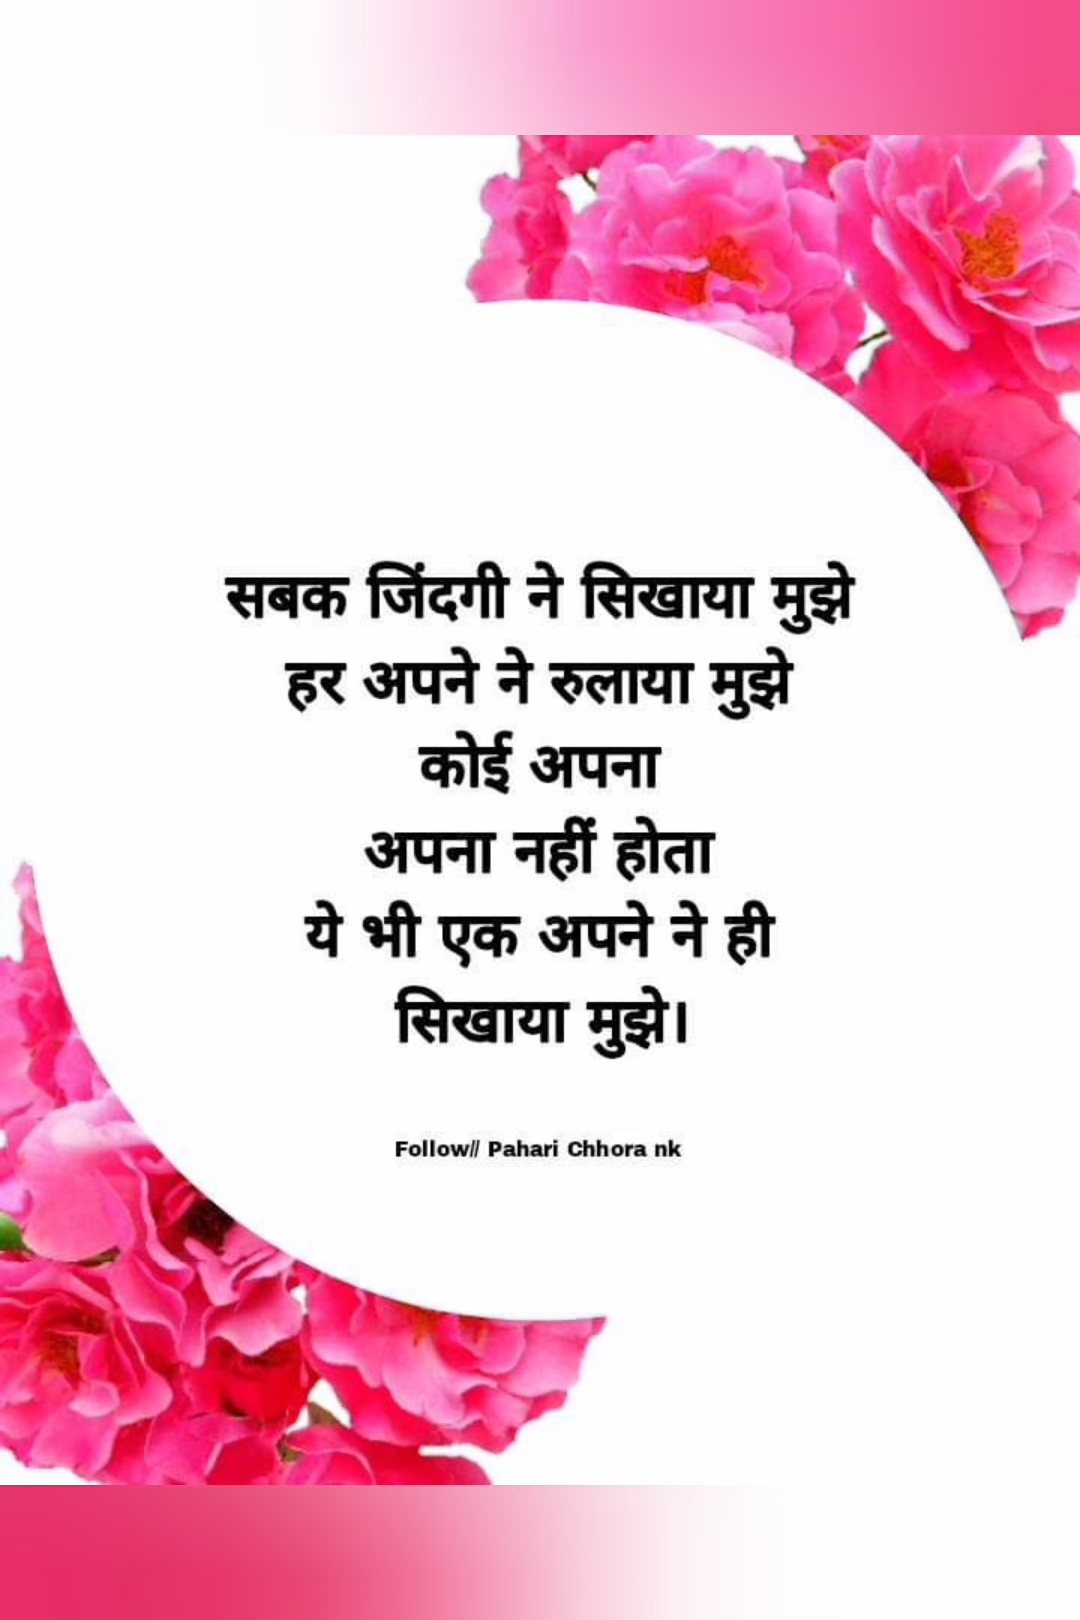 सबक जिंदगी ने सिखाया मुझे
हर अपने ने रुलाया मुझे
कोई अपना
अपना नहीं होता
ये भी एक अपने ने ही
सिखाया मुझे।
Follow// Pahari Chhora nk